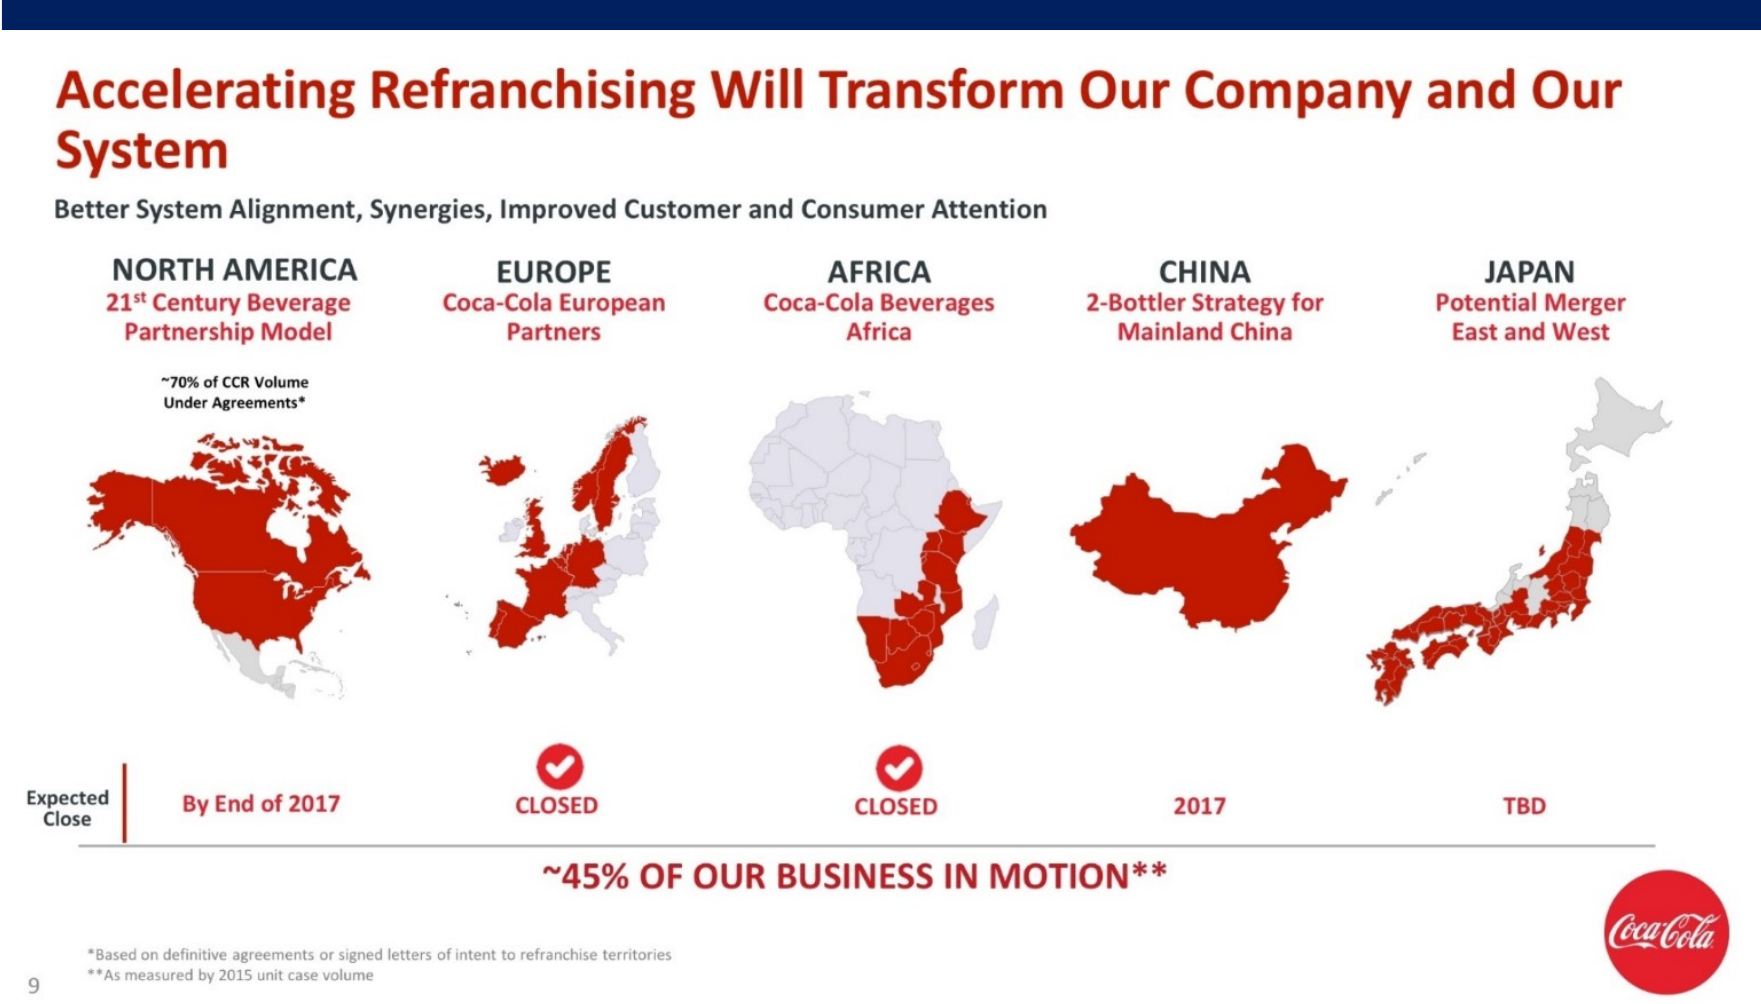 Accelerating Refranchising Will Transform Our Company and Our
System
Better System Alignment, Synergies, Improved Customer and Consumer Attention
NORTH AMERICA
21st Century Beverage
Partnership Model
~70% of CCR Volume
Under Agreements*
EUROPE
Coca-Cola European
Partners
AFRICA
Coca-Cola Beverages
Africa
CHINA
2-Bottler Strategy for
Mainland China
JAPAN
Potential Merger
East and West
Expected
Close
By End of 2017
CLOSED
CLOSED
2017
TBD
~45% OF OUR BUSINESS IN MOTION**
Coca-Cola
*Based on definitive agreements or signed letters of intent to refranchise territories
**As measured by 2015 unit case volume
9